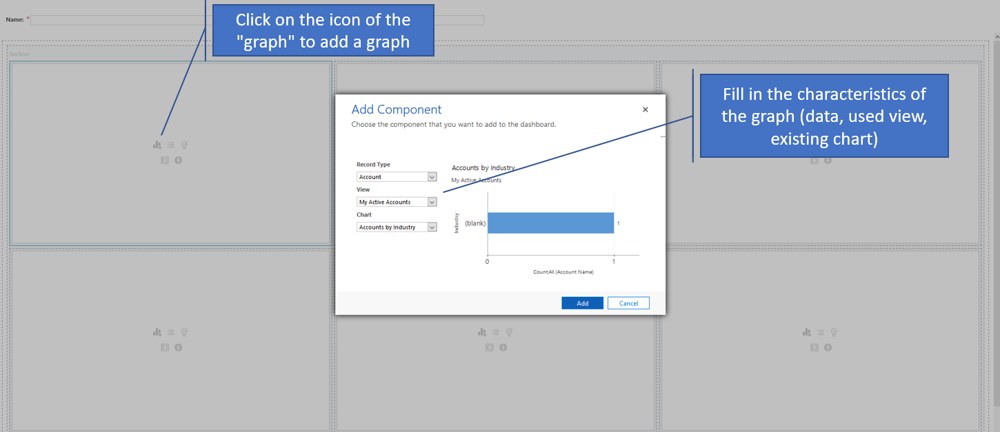 Name: *
Click on the icon of the
"graph" to add a graph
Section
Add Component
Choose the component that you want to add to the dashboard.
Fill in the characteristics of
the graph (data, used view,
existing chart)
...
Record Type
Account
View
My Active Accounts
Chart
Accounts by Industry
Accounts by Industry
My Active Accounts
Industry
(blank)
1
0
1
CountAll (Account Name)
Add
Cancel